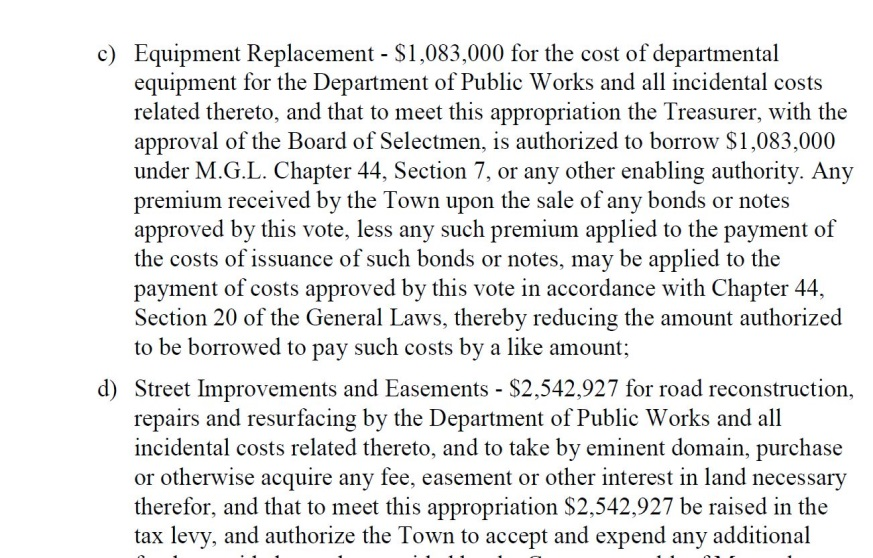 c) Equipment Replacement - $1,083,000 for the cost of departmental
equipment for the Department of Public Works and all incidental costs
related thereto, and that to meet this appropriation the Treasurer, with the
approval of the Board of Selectmen, is authorized to borrow $1,083,000
under M.G.L. Chapter 44, Section 7, or any other enabling authority. Any
premium received by the Town upon the sale of any bonds or notes
approved by this vote, less any such premium applied to the payment of
the costs of issuance of such bonds or notes, may be applied to the
payment of costs approved by this vote in accordance with Chapter 44,
Section 20 of the General Laws, thereby reducing the amount authorized
to be borrowed to pay such costs by a like amount;
d) Street Improvements and Easements - $2,542,927 for road reconstruction,
repairs and resurfacing by the Department of Public Works and all
incidental costs related thereto, and to take by eminent domain, purchase
or otherwise acquire any fee, easement or other interest in land necessary
therefor, and that to meet this appropriation $2,542,927 be raised in the
tax levy, and authorize the Town to accept and expend any additional